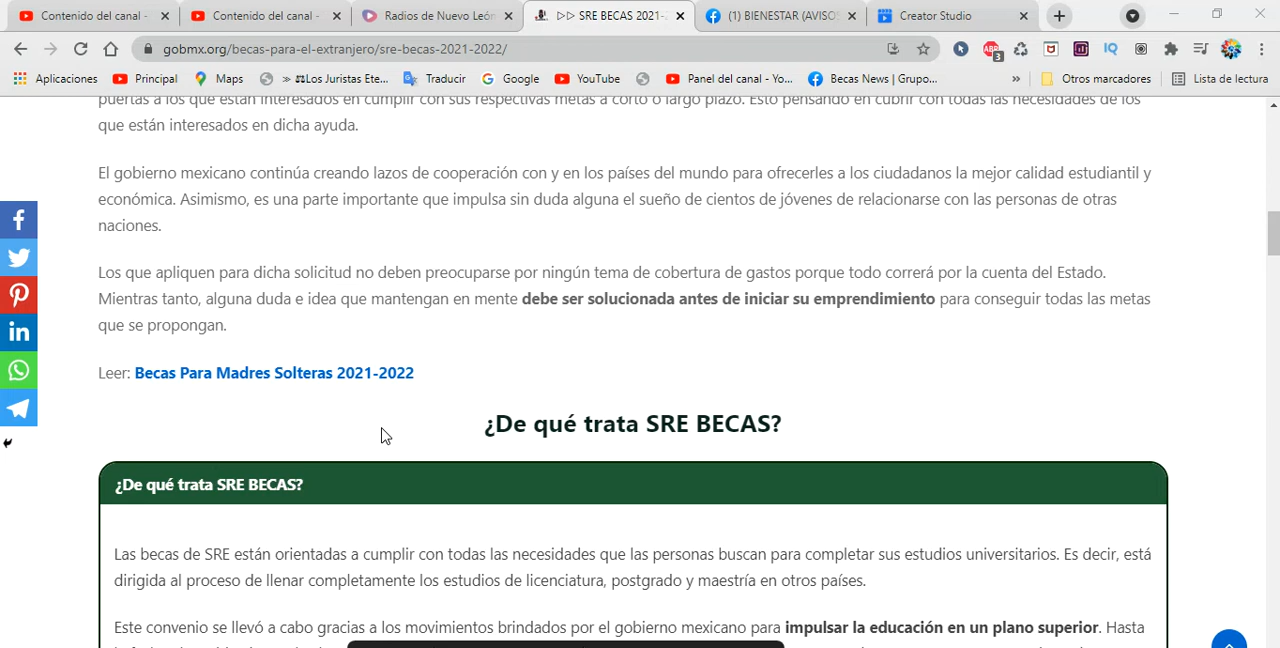 Contenido del canal -
Contenido del canal -
Radios de Nuevo León
▷▷ SRE BECAS 2021-
(1) BIENESTAR (AVISOS
Creator Studio
gobmx.org/becas-para-el-extranjero/sre-becas-2021-2022/
ABP
3
IQ
Aplicaciones
Principal
Maps
» ⚖Los Juristas Ete...
Traducir
Google
YouTube
Panel del canal - Yo...
Becas News | Grupo...
»
Otros marcadores
Lista de lectura
puertas a los que están interesados en cumplir con sus respectivas metas a corto o largo plazo. Esto pensando en cubrir con todas las necesidades de los
que están interesados en dicha ayuda.
El gobierno mexicano continúa creando lazos de cooperación con y en los países del mundo para ofrecerles a los ciudadanos la mejor calidad estudiantil y
económica. Asimismo, es una parte importante que impulsa sin duda alguna el sueño de cientos de jóvenes de relacionarse con las personas de otras
naciones.
Los que apliquen para dicha solicitud no deben preocuparse por ningún tema de cobertura de gastos porque todo correrá por la cuenta del Estado.
Mientras tanto, alguna duda e idea que mantengan en mente debe ser solucionada antes de iniciar su emprendimiento para conseguir todas las metas
que se propongan.
Leer: Becas Para Madres Solteras 2021-2022
¿De qué trata SRE BECAS?
¿De qué trata SRE BECAS?
Las becas de SRE están orientadas a cumplir con todas las necesidades que las personas buscan para completar sus estudios universitarios. Es decir, está
dirigida al proceso de llenar completamente los estudios de licenciatura, postgrado y maestría en otros países.
Este convenio se llevó a cabo gracias a los movimientos brindados por el gobierno mexicano para impulsar la educación en un plano superior. Hasta